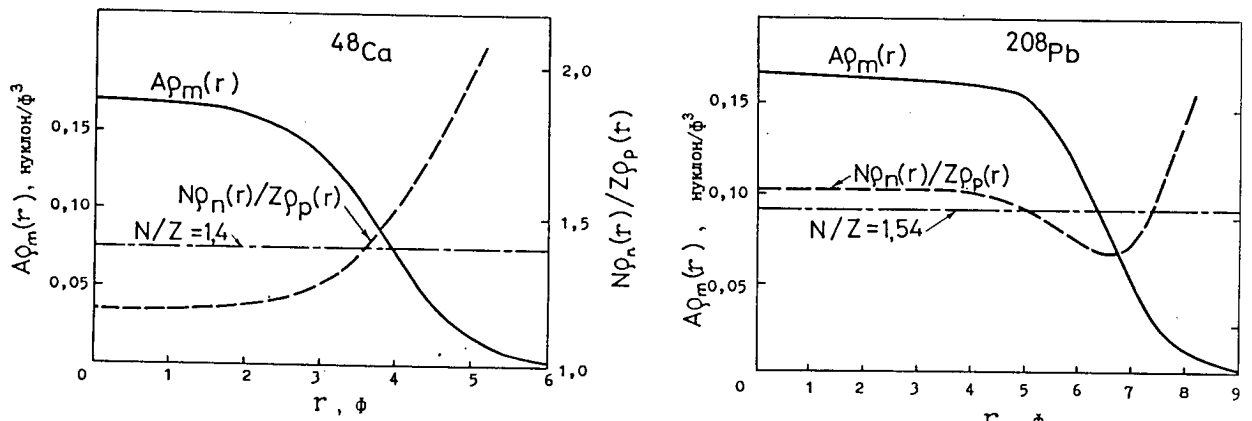 ⁴⁸Ca
Aρₘ(r)
Nρₙ(r)/Zρₚ(r)
N/Z=1,4
Aρₘ(r), нуклон/ф³
0,15
0,10
0,05
0 1 2 3 4 5 6
r, ф
2,0
1,5
1,0
Nρₙ(r)/Zρₚ(r)
²⁰⁸Pb
Aρₘ(r)
Nρₙ(r)/Zρₚ(r)
N/Z=1,54
Aρₘ(r), нуклон/ф³
0,15
0,10
0,05
0 1 2 3 4 5 6 7 8 9
r, ф